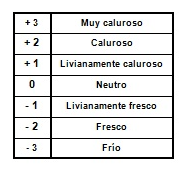 + 3 Muy caluroso
+ 2 Caluroso
+ 1 Livianamente caluroso
0 Neutro
- 1 Livianamente fresco
- 2 Fresco
- 3 Frío